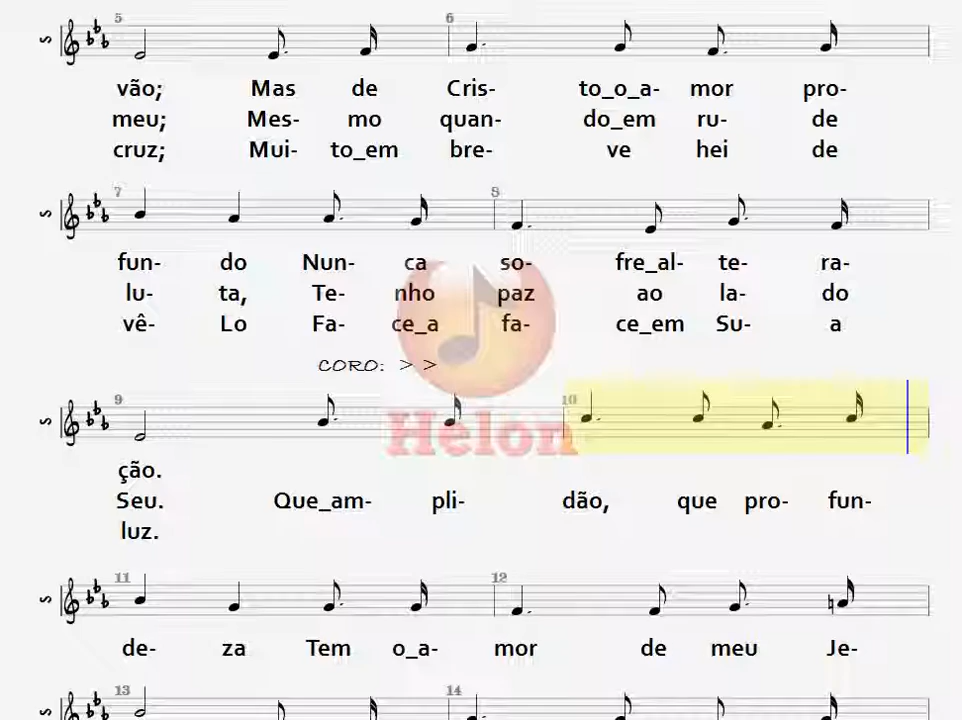 5 6
S
vão; Mas de Cris- to_o_a- mor pro-
meu; Mes- mo quan- do_em ru- de
cruz; Mui- to_em bre- ve hei de
7 8
S
fun- do Nun- ca so- fre_al- te- ra-
lu- ta, Te- nho paz ao la- do
vê- Lo Fa- ce_a fa- ce_em Su- a
CORO: > >
9 10
S
Helon
ção.
Seu. Que_am- pli- dão, que pro- fun-
luz.
11 12
S
de- za Tem o_a- mor de meu Je-
13 14
S